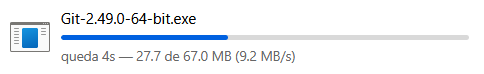 Git-2.49.0-64-bit.exe
queda 4s — 27.7 de 67.0 MB (9.2 MB/s)